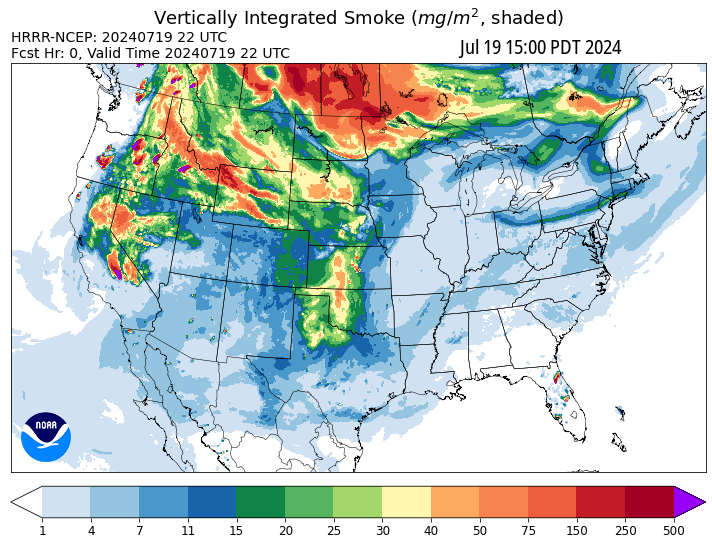 Vertically Integrated Smoke (mg/m², shaded)
HRRR-NCEP: 20240719 22 UTC
Fcst Hr: 0, Valid Time 20240719 22 UTC
Jul 19 15:00 PDT 2024
NOAA
1 4 7 11 15 20 25 30 40 50 75 150 250 500